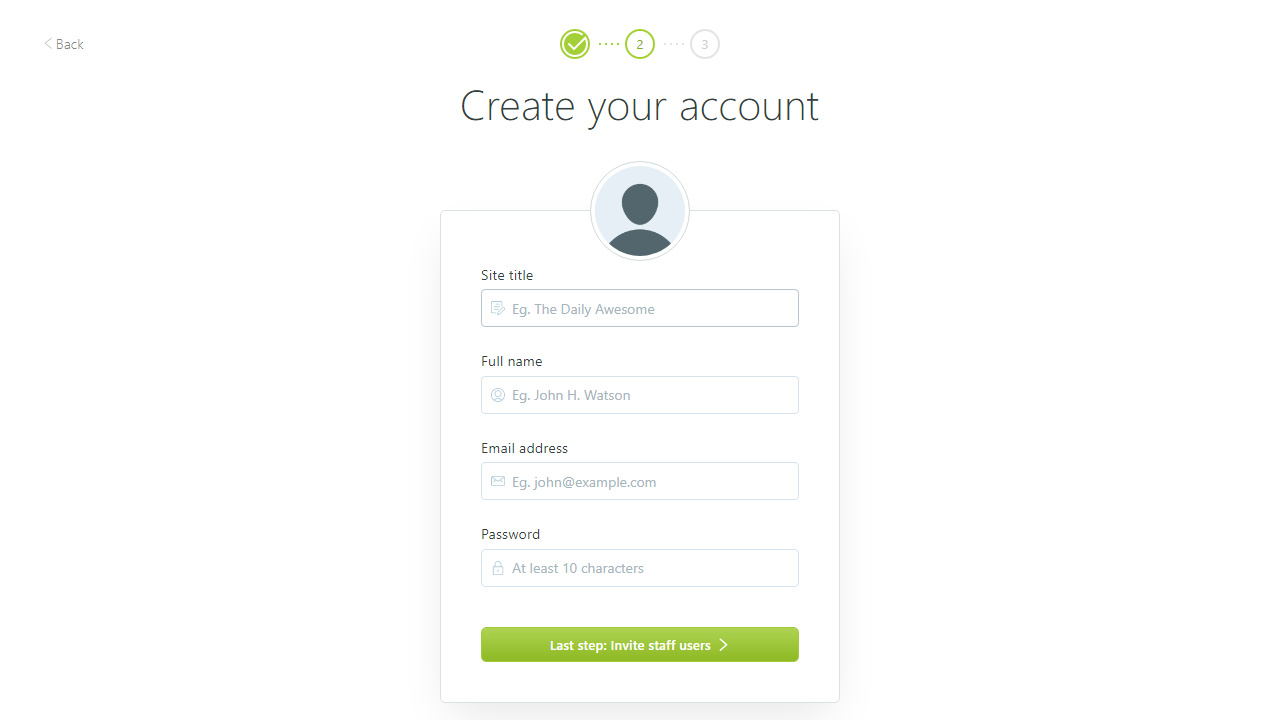 Back
2
3
Create your account
Site title
Eg. The Daily Awesome
Full name
Eg. John H. Watson
Email address
Eg. john@example.com
Password
At least 10 characters
Last step: Invite staff users